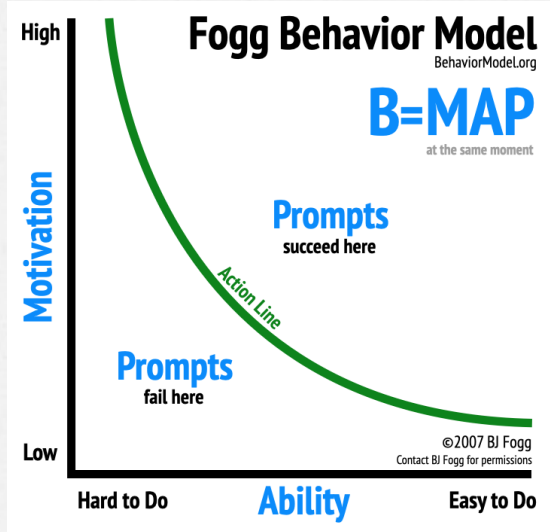 High
Fogg Behavior Model
BehaviorModel.org
B=MAP
at the same moment
Motivation
Prompts
succeed here
Action Line
Prompts
fail here
©2007 BJ Fogg
Contact BJ Fogg for permissions
Low
Hard to Do
Ability
Easy to Do